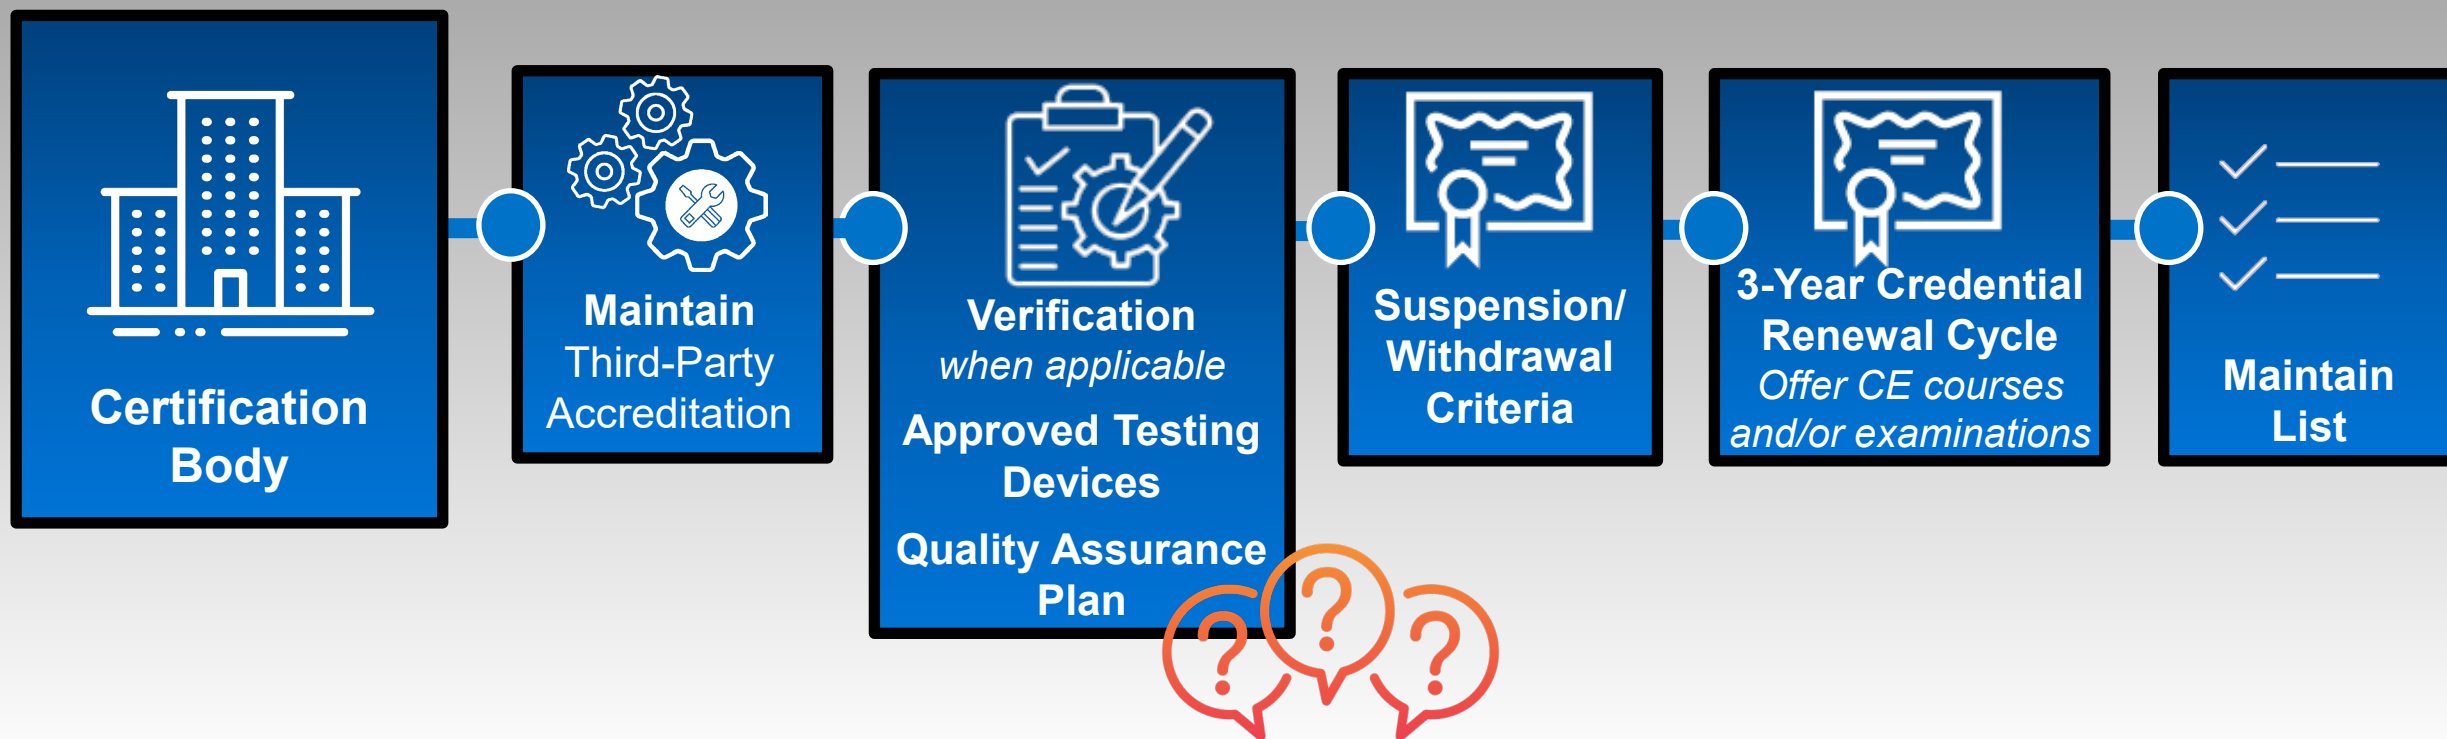 Certification
Body
Maintain
Third-Party
Accreditation
Verification
when applicable
Approved Testing
Devices
Quality Assurance
Plan
Suspension/
Withdrawal
Criteria
3-Year Credential
Renewal Cycle
Offer CE courses
and/or examinations
Maintain
List
? ? ?